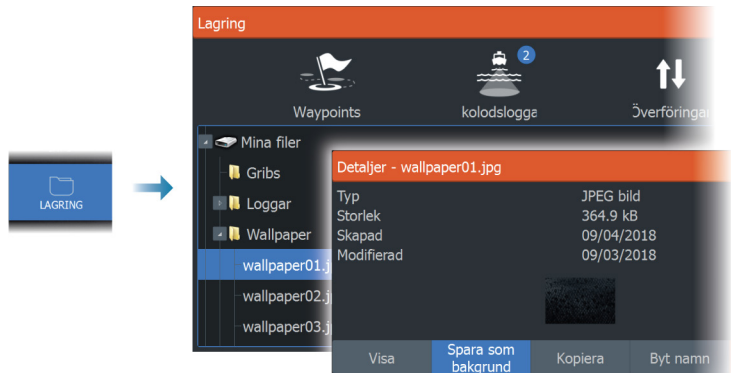 LAGRING
Lagring
2
Waypoints
kolodslogga
Överföringar
Mina filer
Gribs
Loggar
Wallpaper
wallpaper01.j
wallpaper02.j
wallpaper03.j
Detaljer - wallpaper01.jpg
Typ JPEG bild
Storlek 364.9 kB
Skapad 09/04/2018
Modifierad 09/03/2018
Visa
Spara som
bakgrund
Kopiera
Byt namn